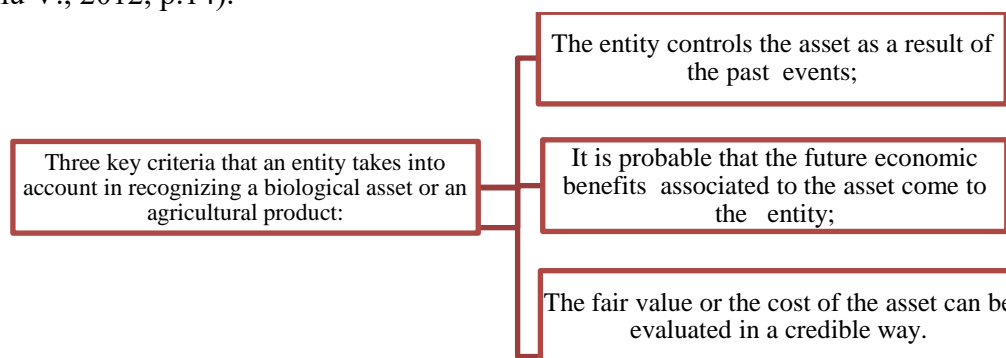 V., 2012, p.14).
The entity controls the asset as a result of
the past events;
Three key criteria that an entity takes into
account in recognizing a biological asset or an
agricultural product:
It is probable that the future economic
benefits associated to the asset come to
the entity;
The fair value or the cost of the asset can be
evaluated in a credible way.